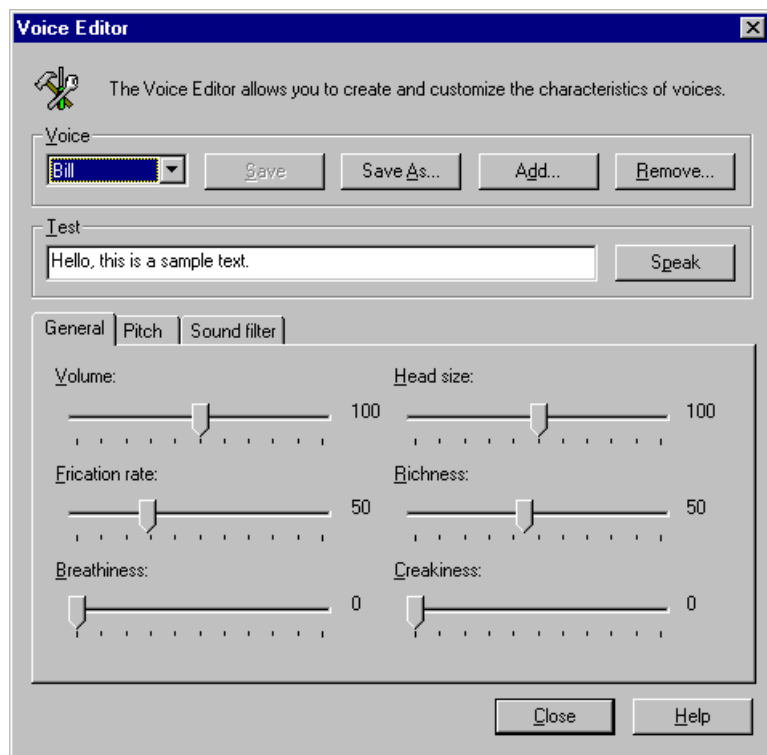 Voice Editor
The Voice Editor allows you to create and customize the characteristics of voices.
Voice
Bill Save Save As... Add... Remove...
Test
Hello, this is a sample text. Speak
General Pitch Sound filter
Volume: 100 Head size: 100
Frication rate: 50 Richness: 50
Breathiness: 0 Creakiness: 0
Close Help